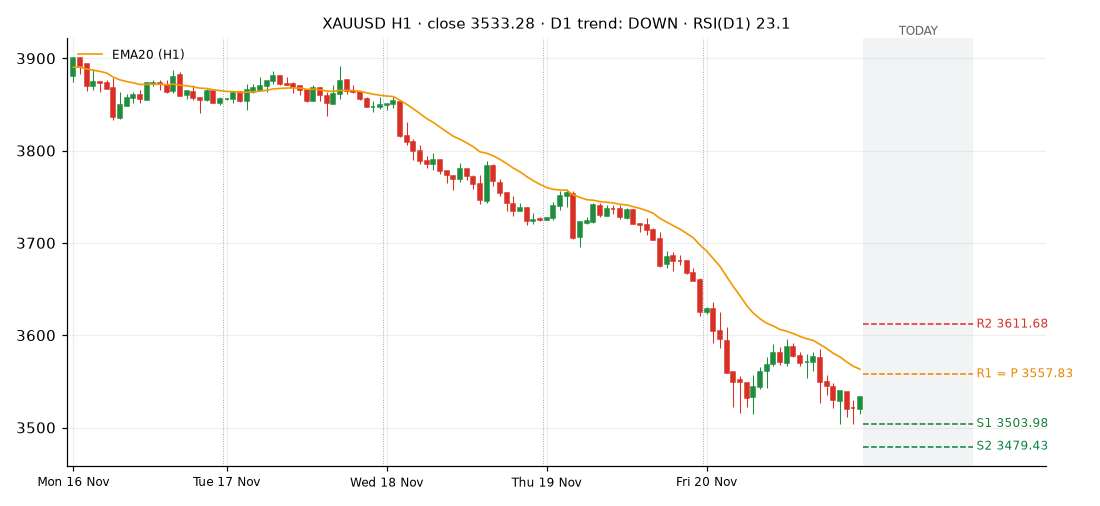 XAUUSD H1 · close 3533.28 · D1 trend: DOWN · RSI(D1) 23.1
TODAY
EMA20 (H1)
3900
3800
3700
3600
3500
R2 3611.68
R1 = P 3557.83
S1 3503.98
S2 3479.43
Mon 16 Nov
Tue 17 Nov
Wed 18 Nov
Thu 19 Nov
Fri 20 Nov